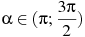 α ∈ (π; 3π/2)